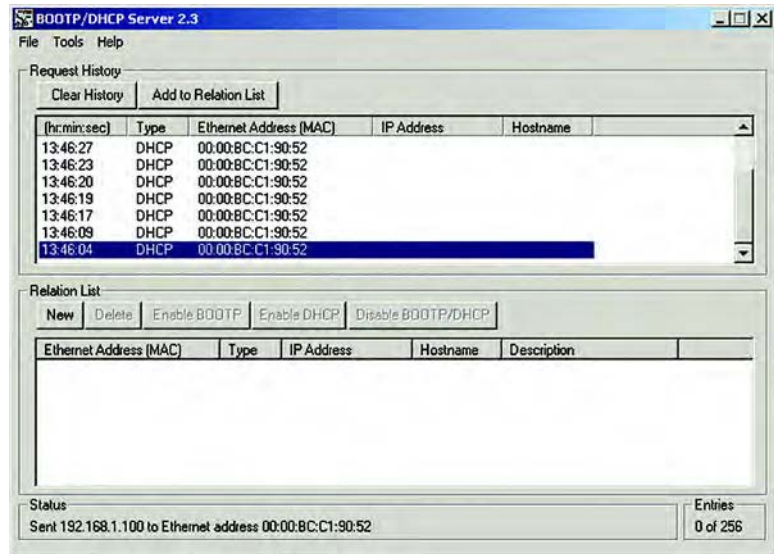 BOOTP/DHCP Server 2.3
File Tools Help
Request History
Clear History Add to Relation List
(hr:min:sec) Type Ethernet Address (MAC) IP Address Hostname
13:46:27 DHCP 00:00:BC:C1:90:52
13:46:23 DHCP 00:00:BC:C1:90:52
13:46:20 DHCP 00:00:BC:C1:90:52
13:46:19 DHCP 00:00:BC:C1:90:52
13:46:17 DHCP 00:00:BC:C1:90:52
13:46:09 DHCP 00:00:BC:C1:90:52
13:46:04 DHCP 00:00:BC:C1:90:52
Relation List
New Delete Enable BOOTP Enable DHCP Disable BOOTP/DHCP
Ethernet Address (MAC) Type IP Address Hostname Description
Status Entries
Sent 192.168.1.100 to Ethernet address 00:00:BC:C1:90:52 0 of 256